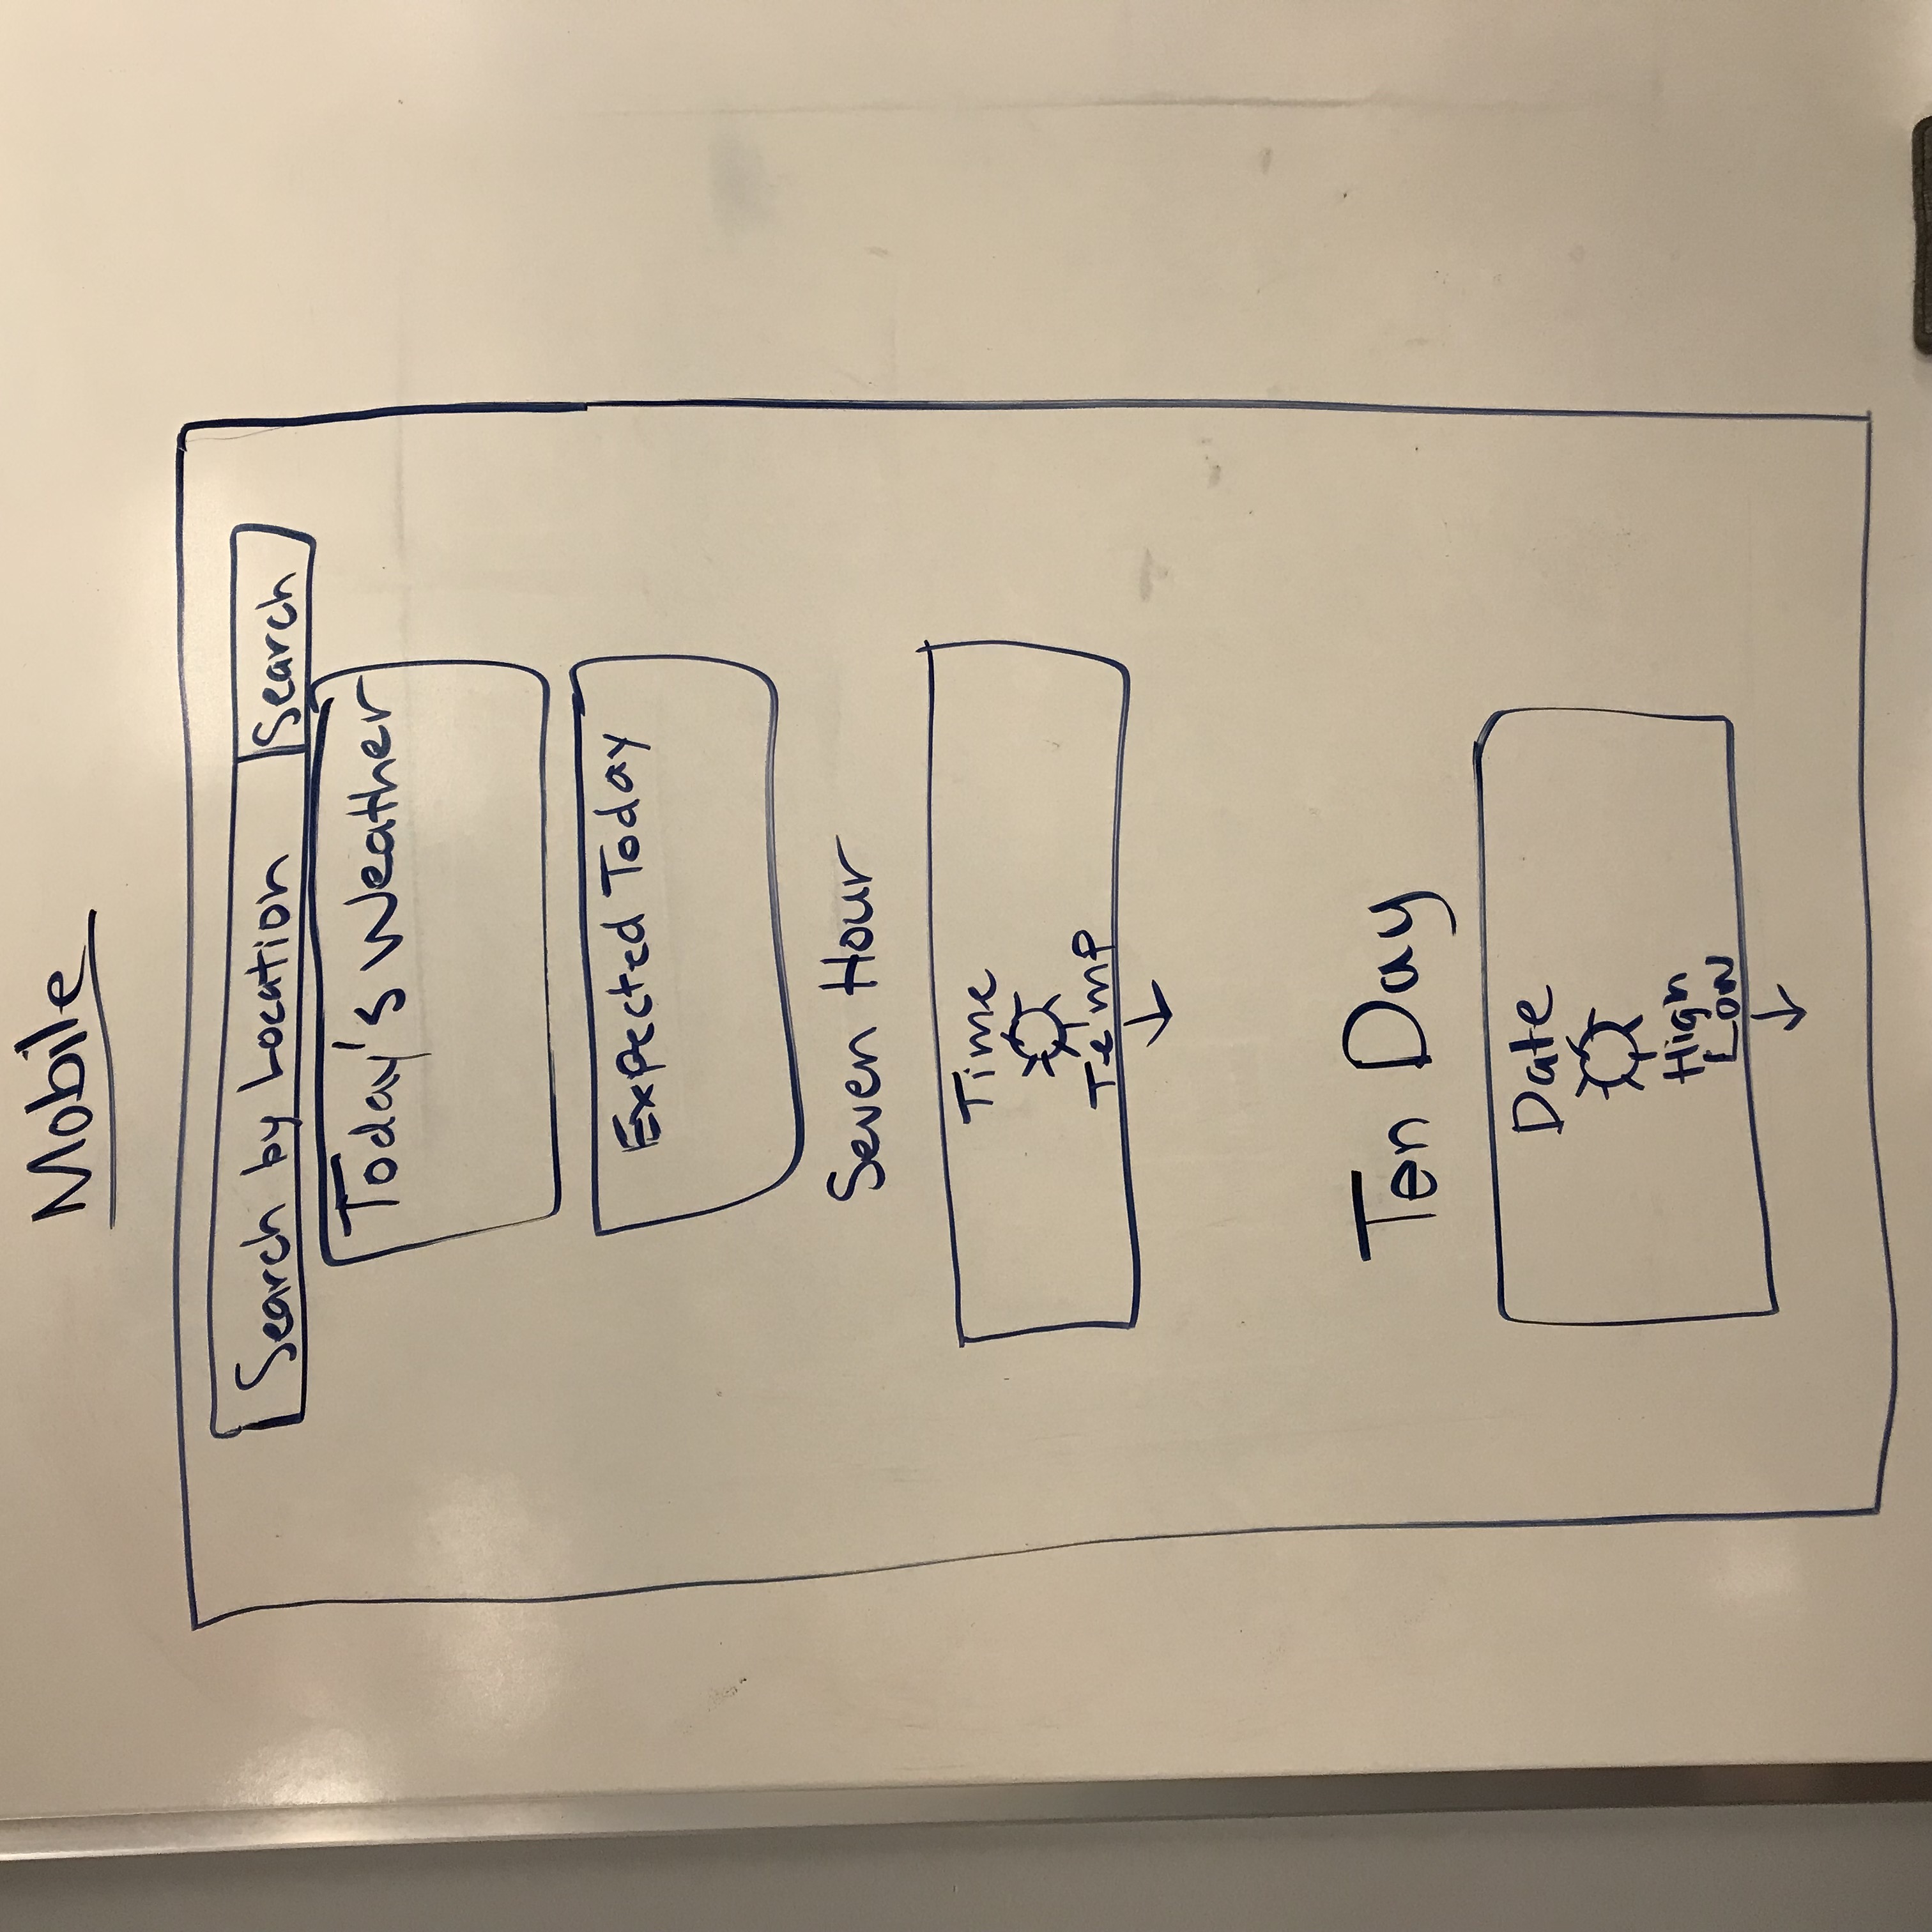 Mobile
Search by Location Search
Today's Weather
Expected Today
Seven Hour
Time
Temp
Ten Day
Date
High
Low